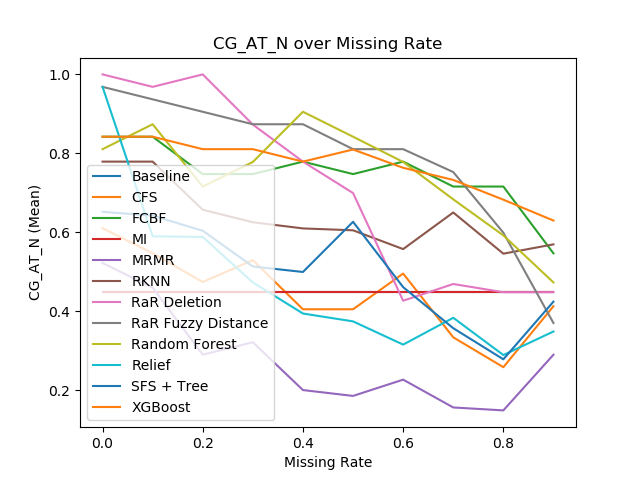 CG_AT_N over Missing Rate
1.0
0.8
0.6
0.4
0.2
CG_AT_N (Mean)
Baseline
CFS
FCBF
MI
MRMR
RKNN
RaR Deletion
RaR Fuzzy Distance
Random Forest
Relief
SFS + Tree
XGBoost
0.0 0.2 0.4 0.6 0.8
Missing Rate